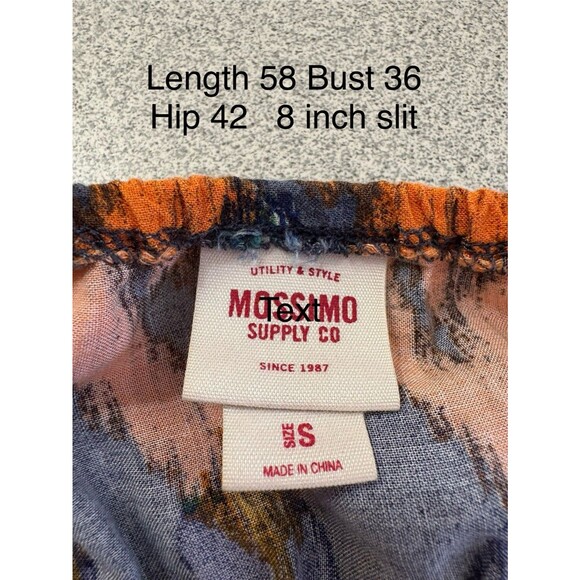 Length 58 Bust 36
Hip 42 8 inch slit
UTILITY & STYLE
MOSSIMO
Text
SUPPLY CO
SINCE 1987
SIZE S
MADE IN CHINA